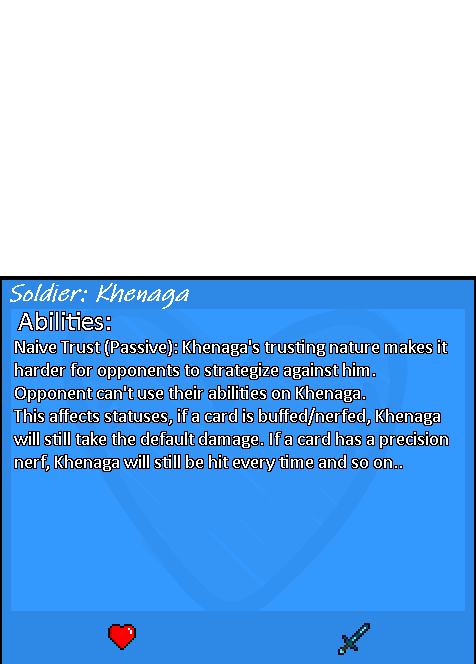 Soldier: Khenaga
Abilities:
Naive Trust (Passive): Khenaga's trusting nature makes it
harder for opponents to strategize against him.
Opponent can't use their abilities on Khenaga.
This affects statuses, if a card is buffed/nerfed, Khenaga
will still take the default damage. If a card has a precision
nerf, Khenaga will still be hit every time and so on..